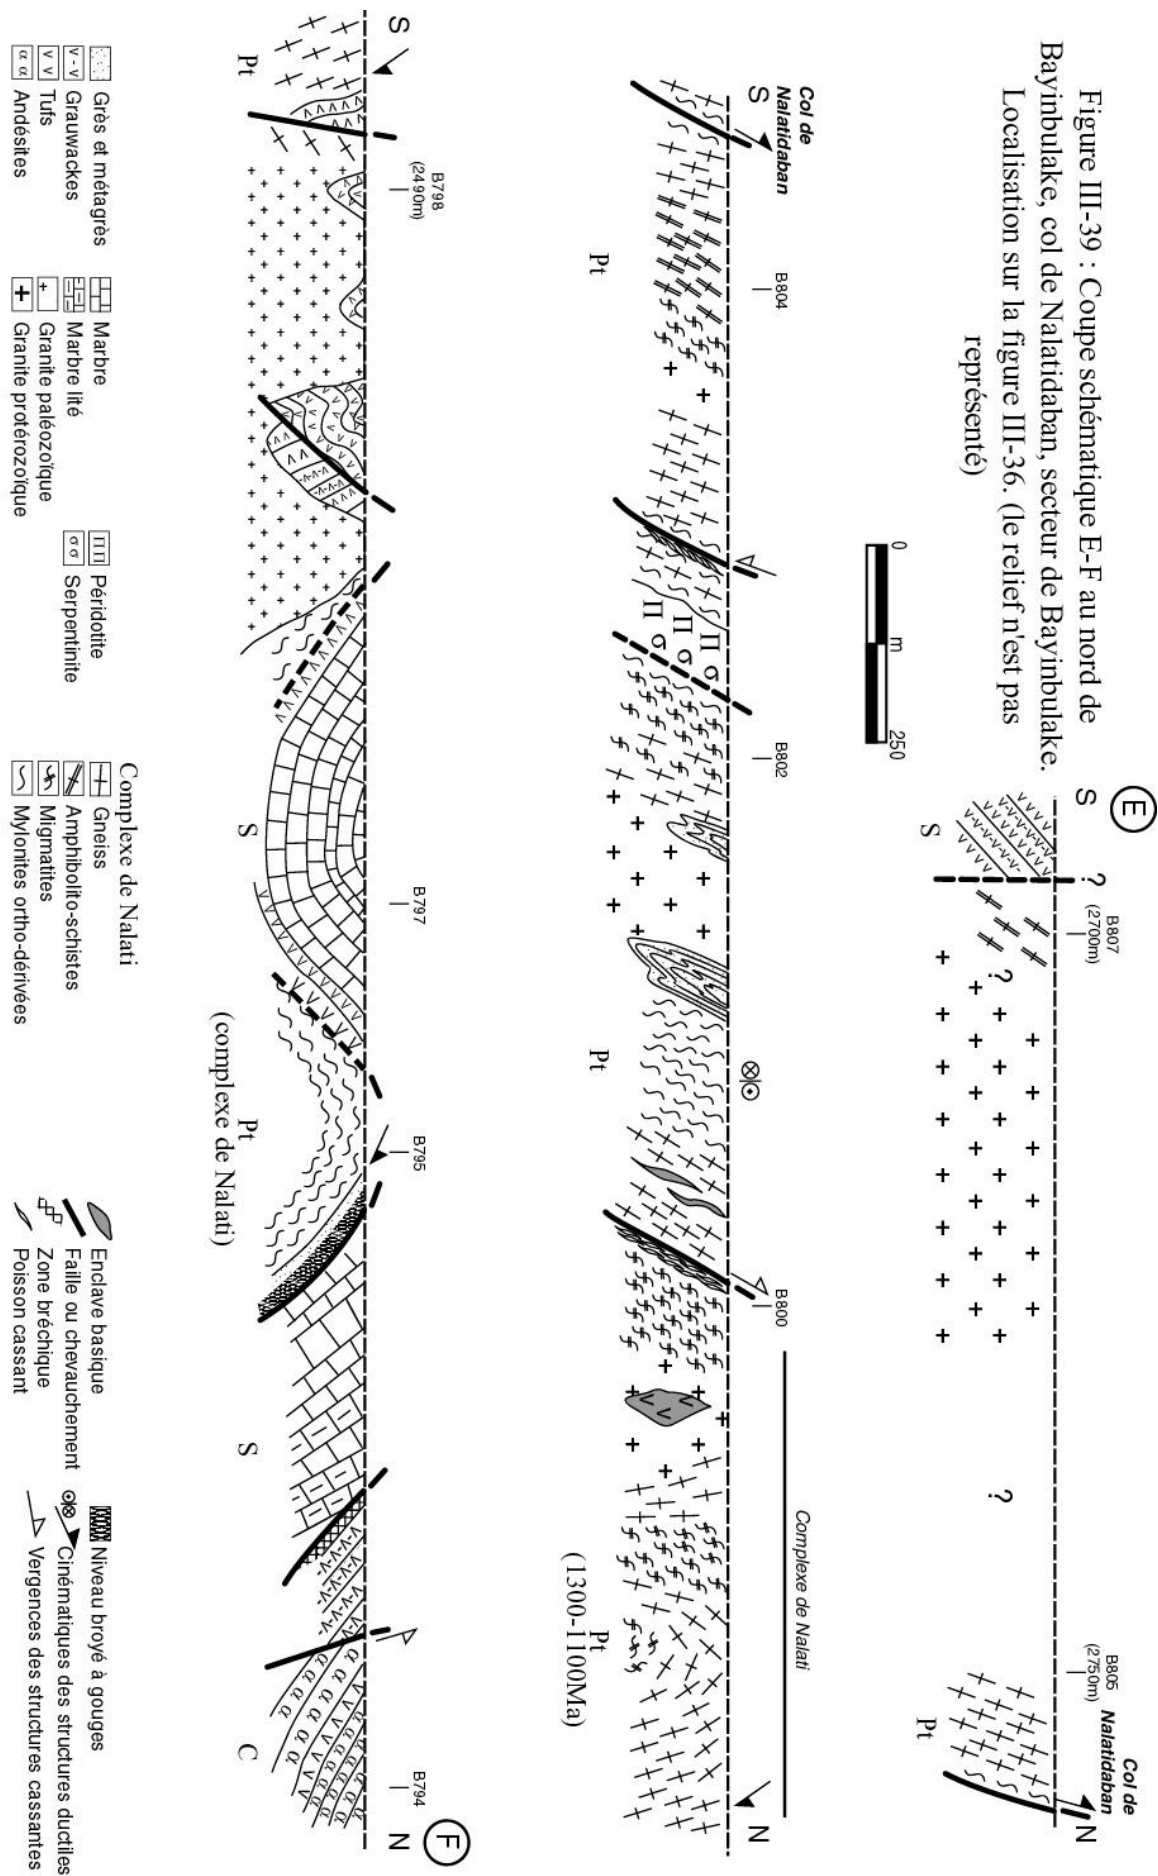 Figure III-39 : Coupe schématique E-F au nord de
Bayinbulake, col de Nalatidaban, secteur de Bayinbulake.
Localisation sur la figure III-36. (le relief n'est pas
représenté)
E
S
?
B807
(2700m)
B805
(2750m)
Col de
Nalatidaban
N
S
?
?
Pt
0
m
250
Col de
Nalatidaban
S
B804
B802
B800
Complexe de Nalati
N
Π σ
Π σ
Π σ
Pt
Pt
Pt
(1300-1100Ma)
S
B798
(2490m)
B797
B795
B794
F
N
Pt
S
Pt
(complexe de Nalati)
S
C
Grès et métagrès
Grauwackes
Tufs
Andésites
Marbre
Marbre lité
Granite paléozoïque
Granite protérozoïque
Péridotite
Serpentinite
Complexe de Nalati
Gneiss
Amphibolito-schistes
Migmatites
Mylonites ortho-dérivées
Enclave basique
Faille ou chevauchement
Zone bréchique
Poisson cassant
Niveau broyé à gouges
Cinématiques des structures ductiles
Vergences des structures cassantes